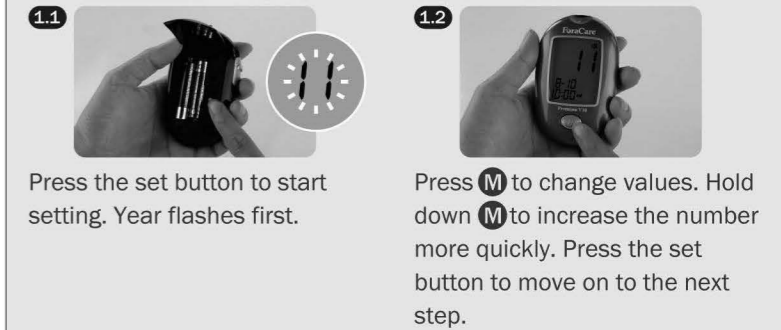 1.1
11
Press the set button to start
setting. Year flashes first.
1.2
ForaCare
11
Press M to change values. Hold
down M to increase the number
more quickly. Press the set
button to move on to the next
step.